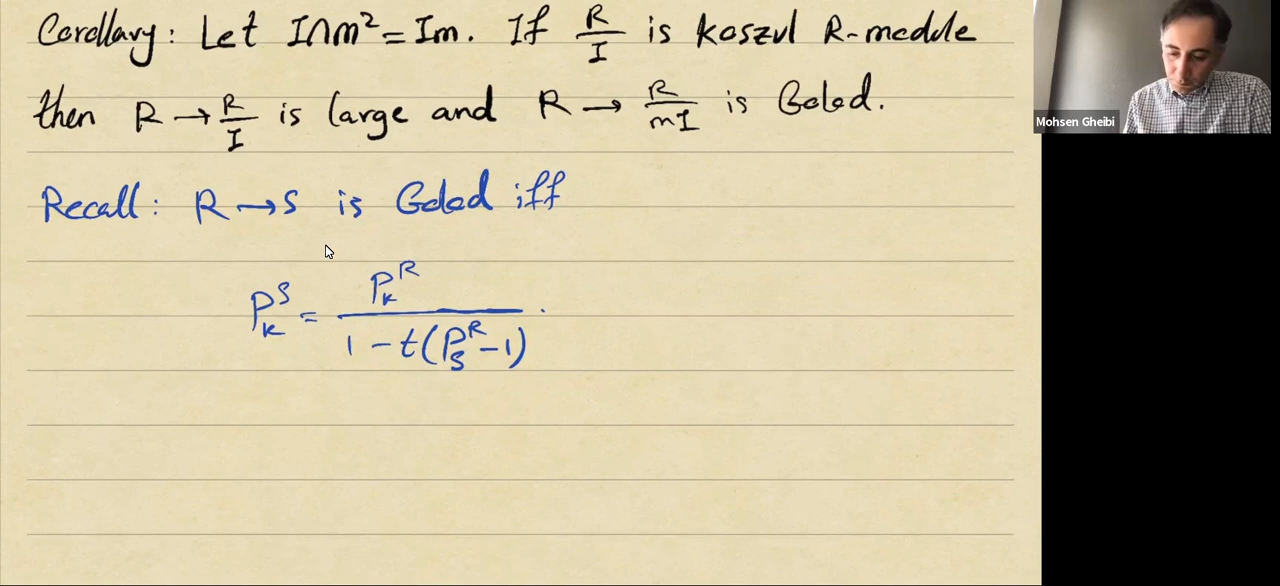 Corollary: Let I∩m² = Im. If R/I is Koszul R-module
then R → R/I is large and R → R/mI is Golod.
Recall: R → S is Golod iff
P_k^S = P_k^R / (1 - t(P_S^R - 1)).
Mohsen Gheibi